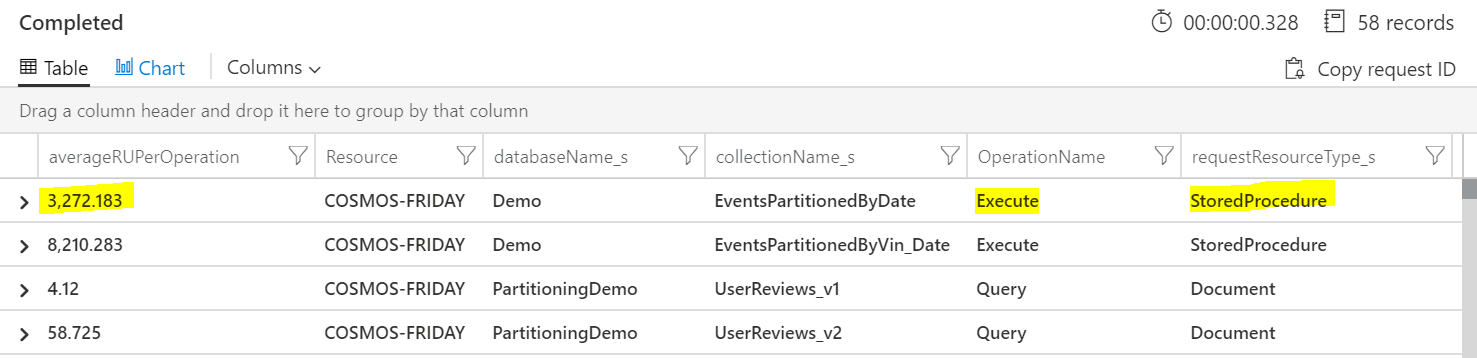 Completed 00:00:00.328 58 records
Table Chart Columns Copy request ID
Drag a column header and drop it here to group by that column
averageRUPerOperation Resource databaseName_s collectionName_s OperationName requestResourceType_s
3,272.183 COSMOS-FRIDAY Demo EventsPartitionedByDate Execute StoredProcedure
8,210.283 COSMOS-FRIDAY Demo EventsPartitionedByVin_Date Execute StoredProcedure
4.12 COSMOS-FRIDAY PartitioningDemo UserReviews_v1 Query Document
58.725 COSMOS-FRIDAY PartitioningDemo UserReviews_v2 Query Document